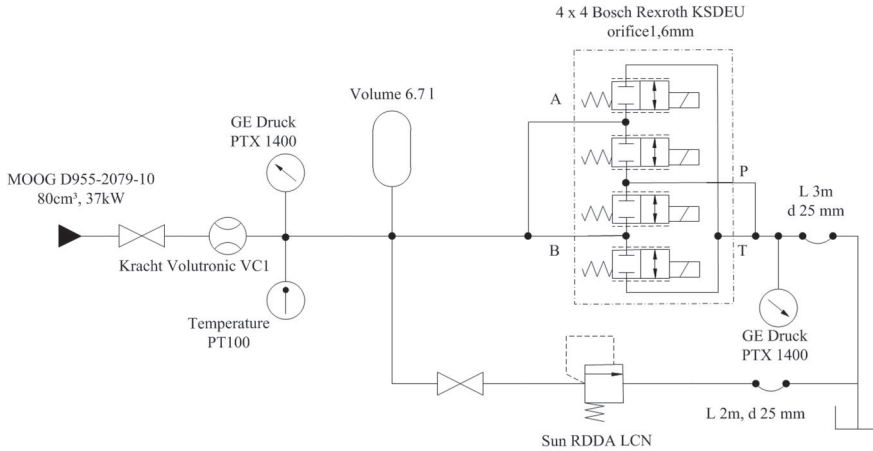 4 x 4 Bosch Rexroth KSDEU
orifice1,6mm
Volume 6.7 l
A
GE Druck
PTX 1400
MOOG D955-2079-10
80cm³, 37kW
P
L 3m
d 25 mm
B
T
Kracht Volutronic VC1
Temperature
PT100
GE Druck
PTX 1400
L 2m, d 25 mm
Sun RDDA LCN